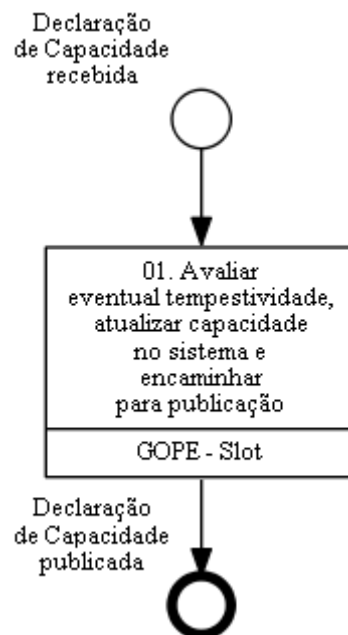 Declaração
de Capacidade
recebida
01. Avaliar
eventual tempestividade,
atualizar capacidade
no sistema e
encaminhar
para publicação
GOPE - Slot
Declaração
de Capacidade
publicada